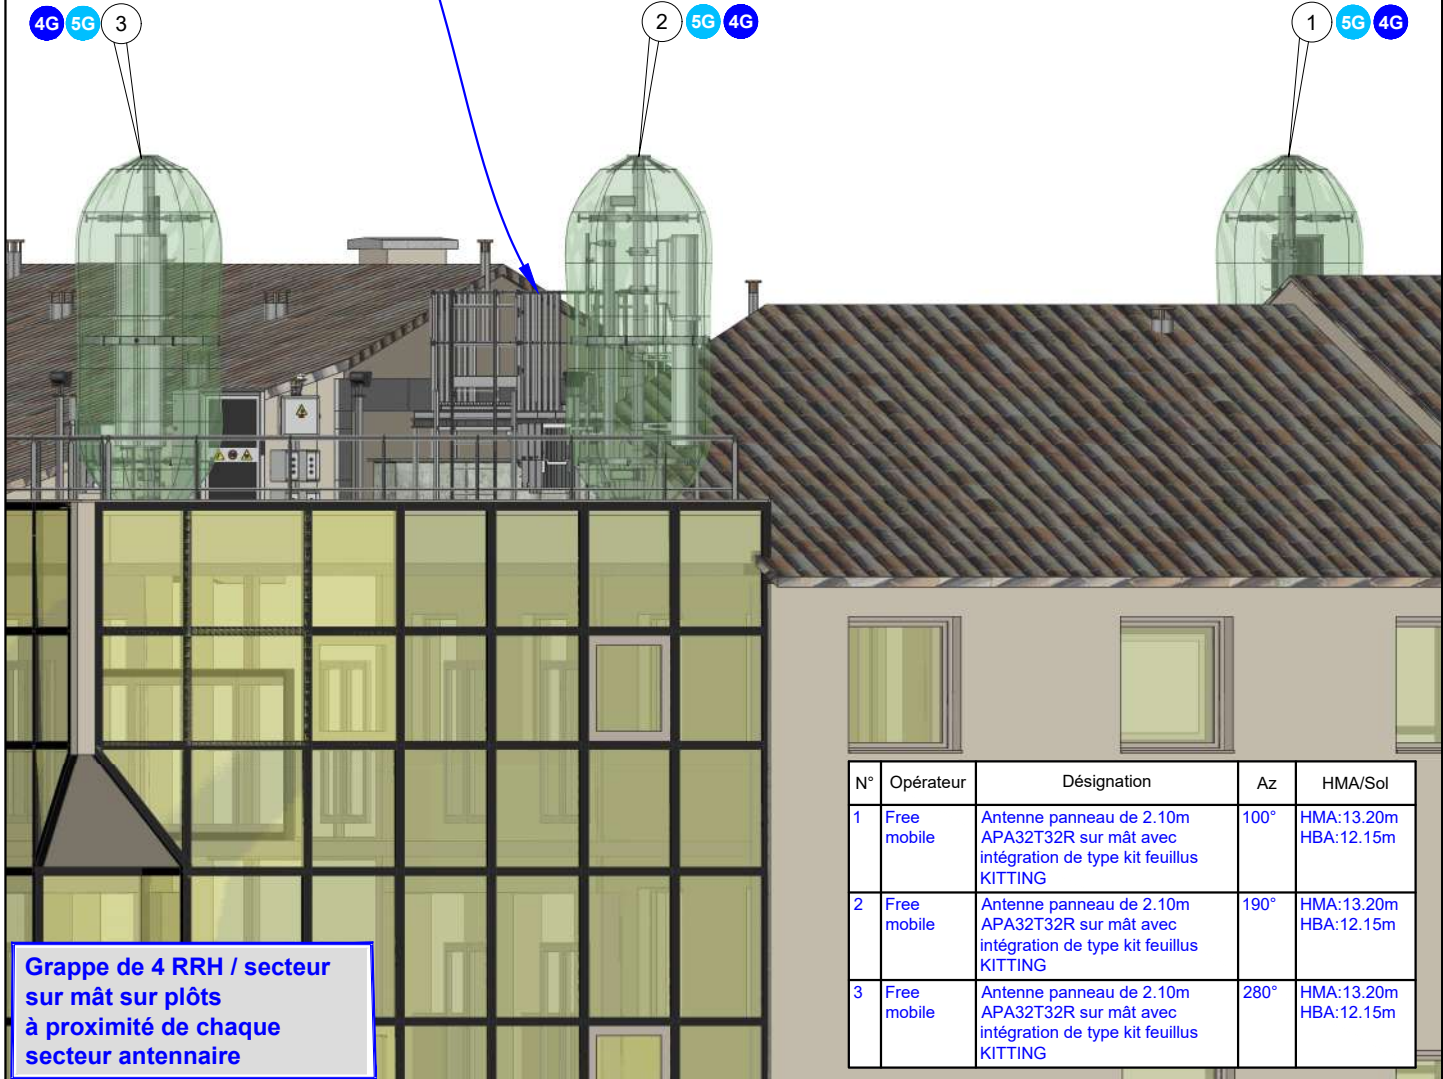 4G 5G 3
2 5G 4G
1 5G 4G
N° Opérateur Désignation Az HMA/Sol
1 Free mobile Antenne panneau de 2.10m 100° HMA:13.20m
APA32T32R sur mât avec HBA:12.15m
intégration de type kit feuillus
KITTING
2 Free mobile Antenne panneau de 2.10m 190° HMA:13.20m
APA32T32R sur mât avec HBA:12.15m
intégration de type kit feuillus
KITTING
3 Free mobile Antenne panneau de 2.10m 280° HMA:13.20m
APA32T32R sur mât avec HBA:12.15m
intégration de type kit feuillus
KITTING
Grappe de 4 RRH / secteur
sur mât sur plôts
à proximité de chaque
secteur antennaire